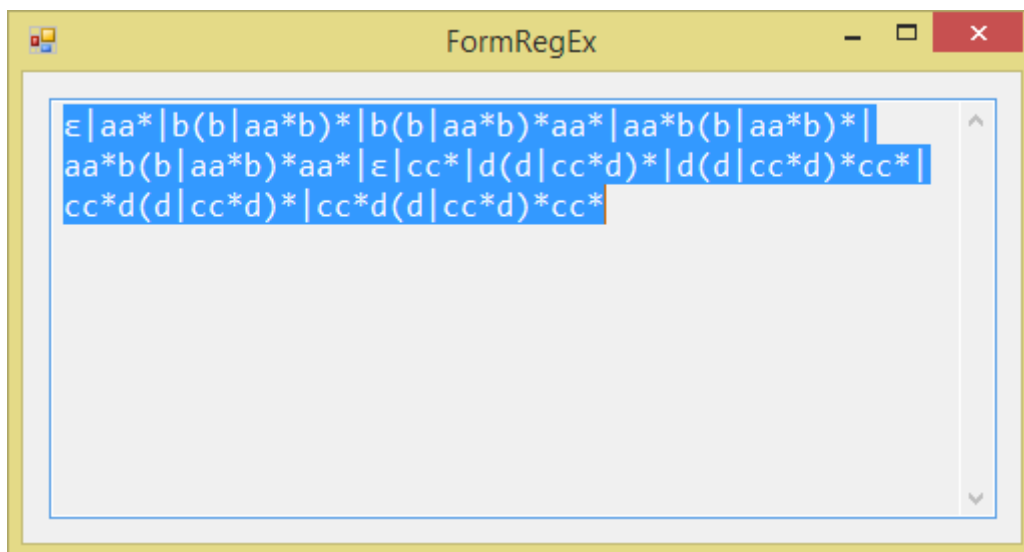 FormRegEx
ε|aa*|b(b|aa*b)*|b(b|aa*b)*aa*|aa*b(b|aa*b)*|
aa*b(b|aa*b)*aa*|ε|cc*|d(d|cc*d)*|d(d|cc*d)*cc*|
cc*d(d|cc*d)*|cc*d(d|cc*d)*cc*